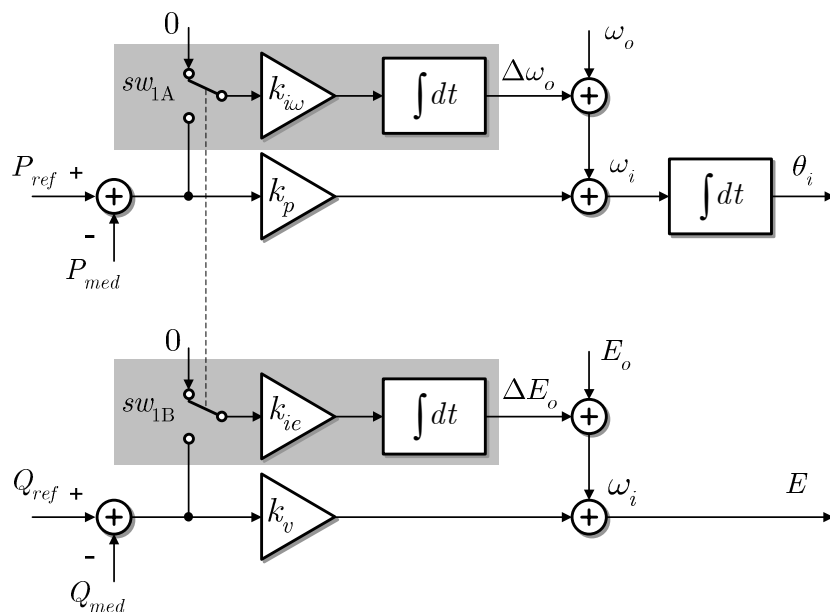 0
ω_o
sw_1A
k_iω
∫dt
Δω_o
+
P_ref +
+
-
P_med
k_p
+
ω_i
∫dt
θ_i
0
E_o
sw_1B
k_ie
∫dt
ΔE_o
+
Q_ref +
+
-
Q_med
k_v
+
ω_i
E